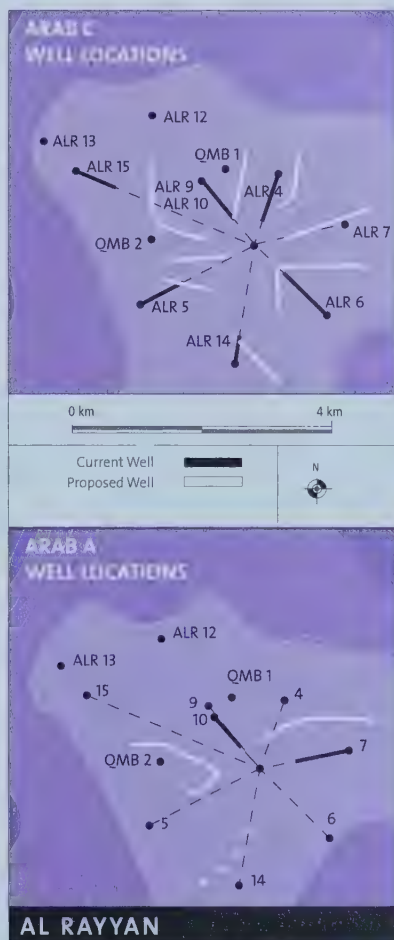 ARAB C
WELL LOCATIONS
ALR 12
ALR 13
ALR 15
QMB 1
ALR 9
ALR 4
ALR 10
ALR 7
QMB 2
ALR 5
ALR 6
ALR 14
0 km 4 km
Current Well
Proposed Well
N
ARAB A
WELL LOCATIONS
ALR 12
ALR 13
15
QMB 1
9
4
10
7
QMB 2
5
6
14
AL RAYYAN